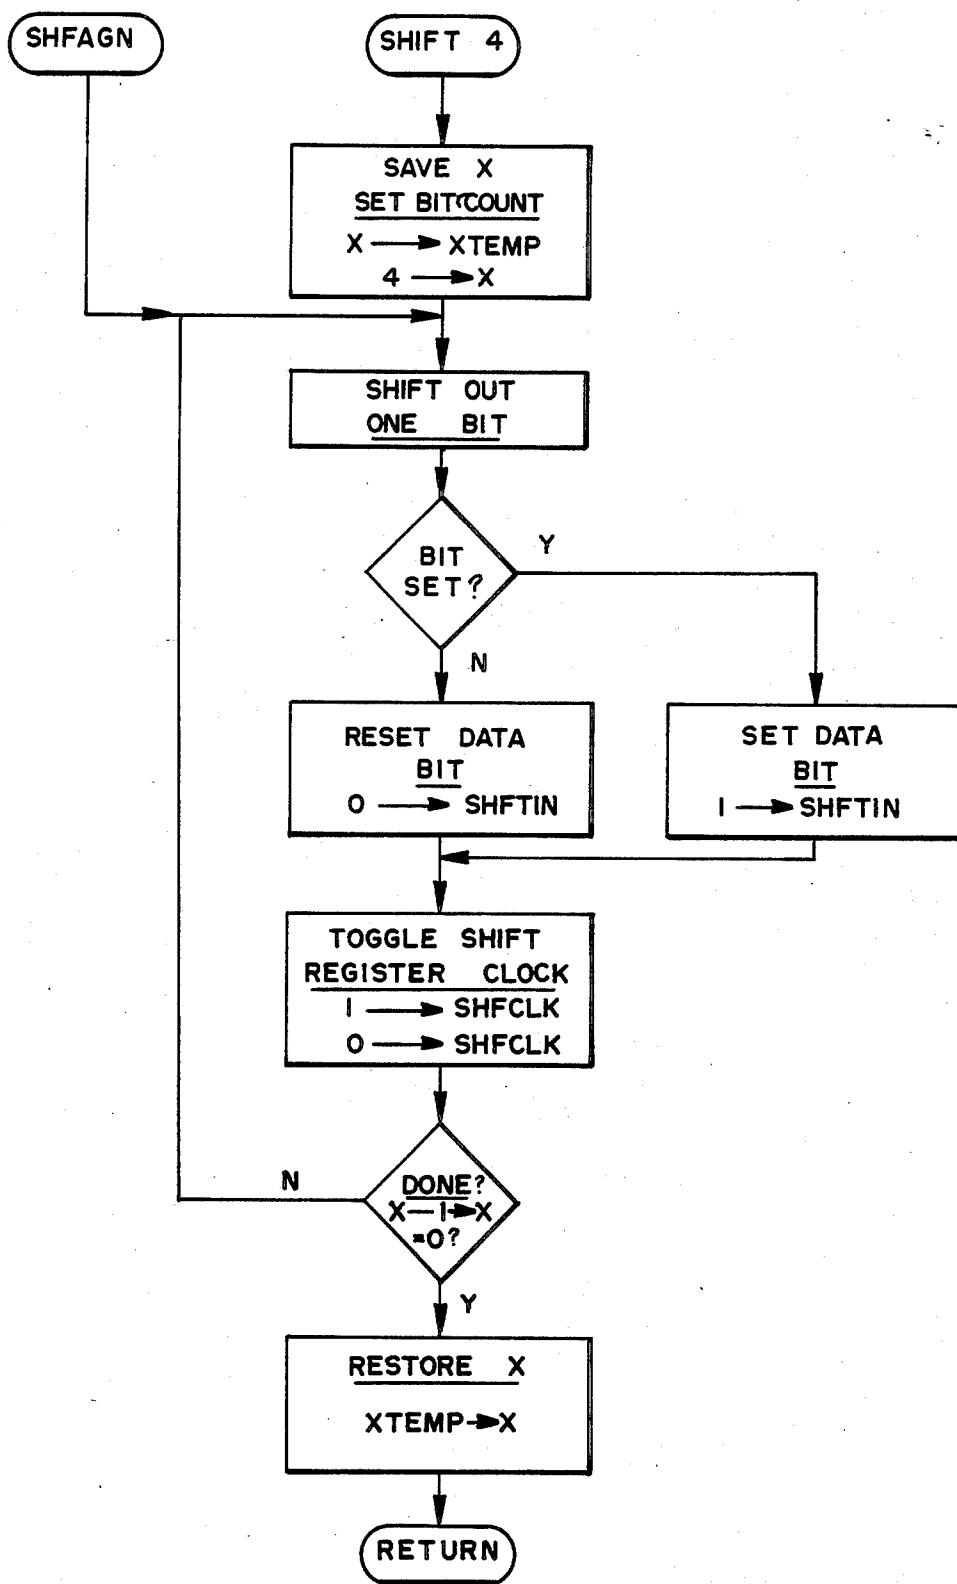 SHFAGN
SHIFT 4
SAVE X
SET BIT COUNT
X → XTEMP
4 → X
SHIFT OUT
ONE BIT
BIT
SET?
Y
N
RESET DATA
BIT
0 → SHFTIN
SET DATA
BIT
1 → SHFTIN
TOGGLE SHIFT
REGISTER CLOCK
1 → SHFCLK
0 → SHFCLK
N
DONE?
X—1→X
=0?
Y
RESTORE X
XTEMP→X
RETURN